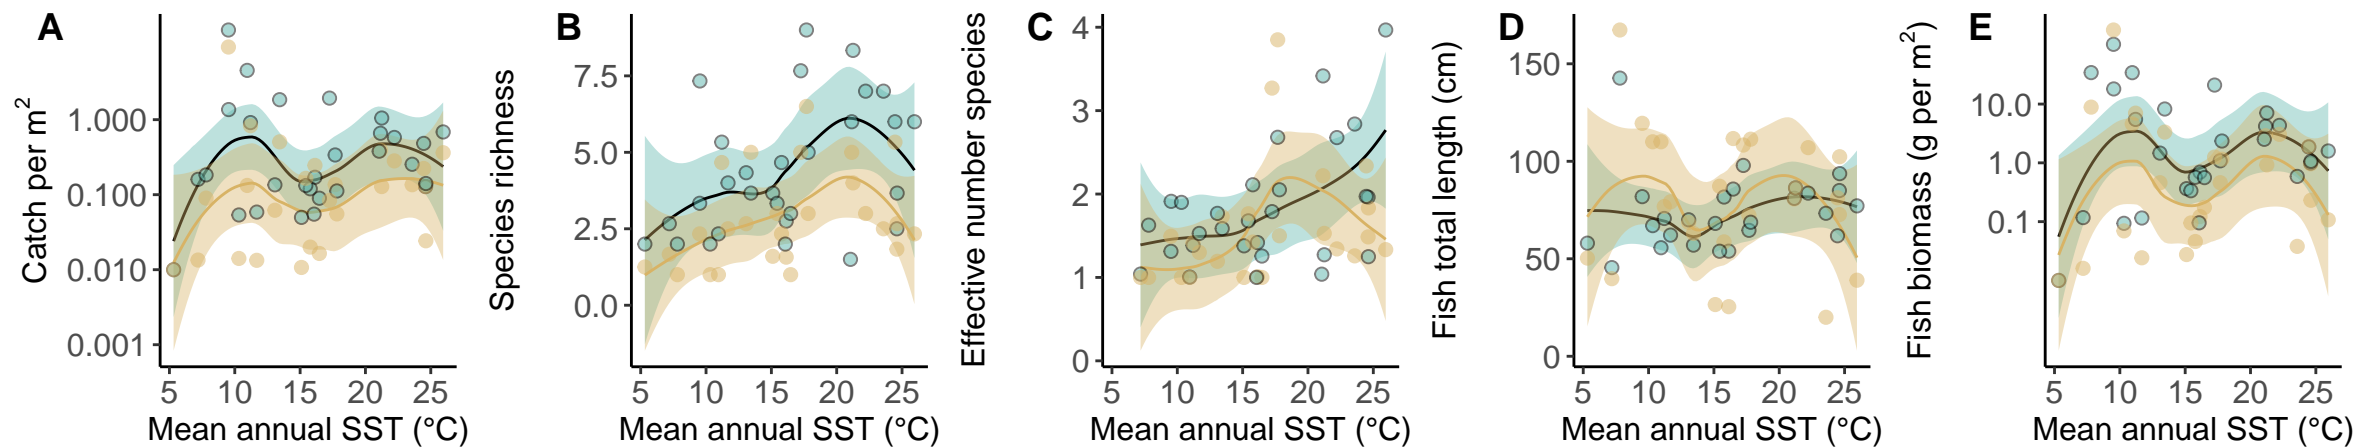 A
Catch per m²
1.000
0.100
0.010
0.001
5 10 15 20 25
Mean annual SST (°C)
B
Species richness
7.5
5.0
2.5
0.0
5 10 15 20 25
Mean annual SST (°C)
C
Effective number species
4
3
2
1
0
5 10 15 20 25
Mean annual SST (°C)
D
Fish total length (cm)
150
100
50
0
5 10 15 20 25
Mean annual SST (°C)
E
Fish biomass (g per m²)
10.0
1.0
0.1
5 10 15 20 25
Mean annual SST (°C)